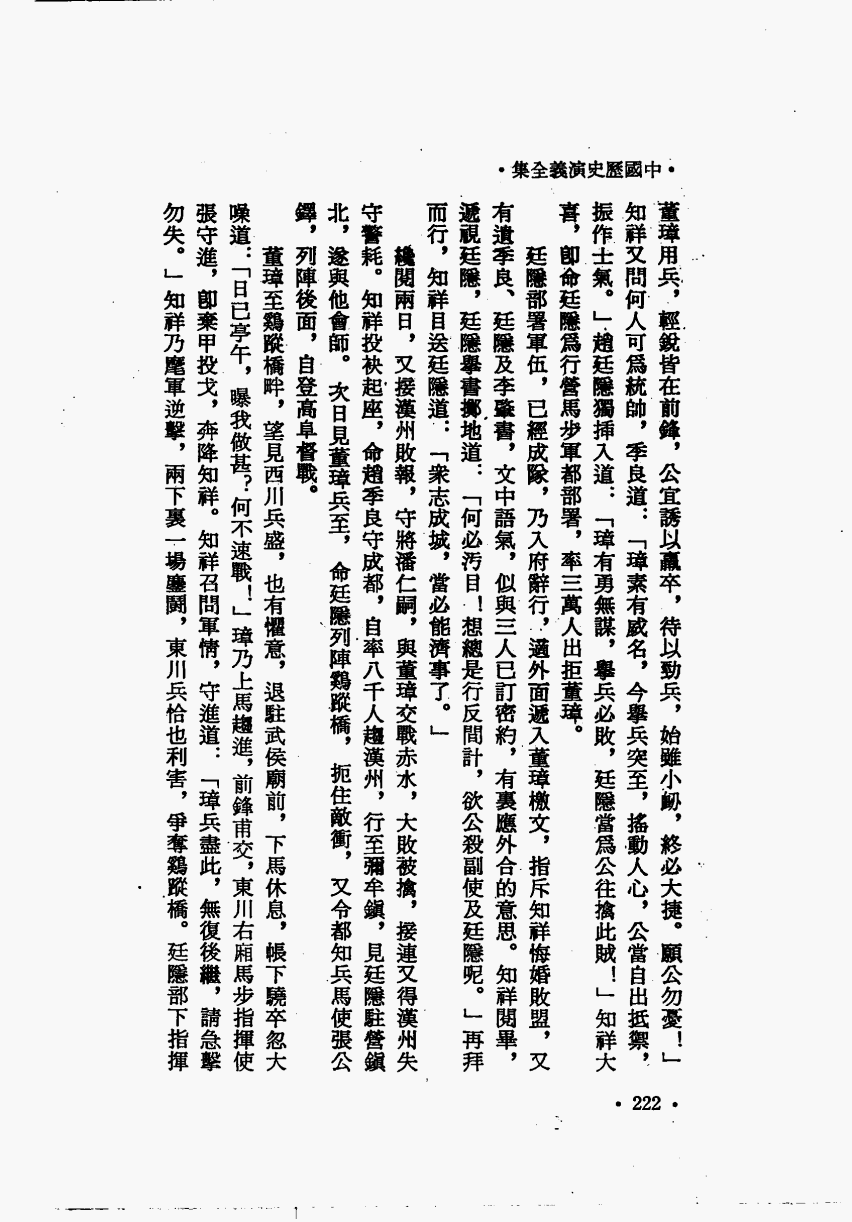 •中國歷史演義全集•
董璋用兵，輕銳皆在前鋒，公宜誘以羸卒，待以勁兵，始雖小衂，終必大捷。願公勿憂！」
知祥又問何人可爲統帥，季良道：「璋素有威名，今擧兵突至，搖動人心，公當自出抵禦，
振作士氣。」趙廷隱獨挿入道：「璋有勇無謀，擧兵必敗，廷隱當爲公往擒此賊！」知祥大
喜，卽命廷隱爲行營馬步軍都部署，率三萬人出拒董璋。
廷隱部署軍伍，已經成隊，乃入府辭行，適外面遞入董璋檄文，指斥知祥悔婚敗盟，又
有遺季良、廷隱及李肇書，文中語氣，似與三人已訂密約，有裏應外合的意思。知祥閱畢，
遞視廷隱，廷隱擧書擲地道：「何必汚目！想總是行反間計，欲公殺副使及廷隱呢。」再拜
而行，知祥目送廷隱道：「衆志成城，當必能濟事了。」
纔閱兩日，又接漢州敗報，守將潘仁嗣，與董璋交戰赤水，大敗被擒，接連又得漢州失
守警耗。知祥投袂起座，命趙季良守成都，自率八千人趨漢州，行至彌牟鎭，見廷隱駐營鎭
北，遂與他會師。次日見董璋兵至，命廷隱列陣鷄蹤橋，扼住敵衝，又令都知兵馬使張公
鐸，列陣後面，自登高阜督戰。
董璋至鷄蹤橋畔，望見西川兵盛，也有懼意，退駐武侯廟前，下馬休息，帳下驍卒忽大
噪道：「日已亭午，曝我做甚？何不速戰！」璋乃上馬趨進，前鋒甫交，東川右廂馬步指揮使
張守進，卽棄甲投戈，奔降知祥。知祥召問軍情，守進道：「璋兵盡此，無復後繼，請急擊
勿失。」知祥乃麾軍逆擊，兩下裏一場鏖鬭，東川兵恰也利害，爭奪鷄蹤橋。廷隱部下指揮
•222•